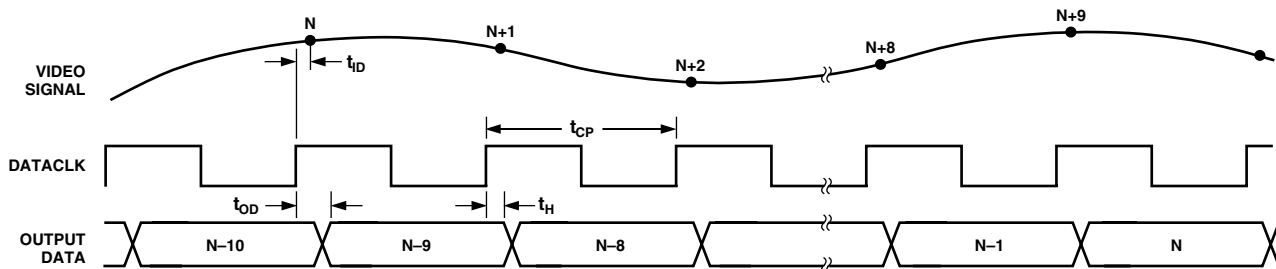 N
N+1
N+2
N+8
N+9
tID
VIDEO
SIGNAL
tCP
DATACLK
tOD
tH
OUTPUT
DATA
N–10
N–9
N–8
N–1
N